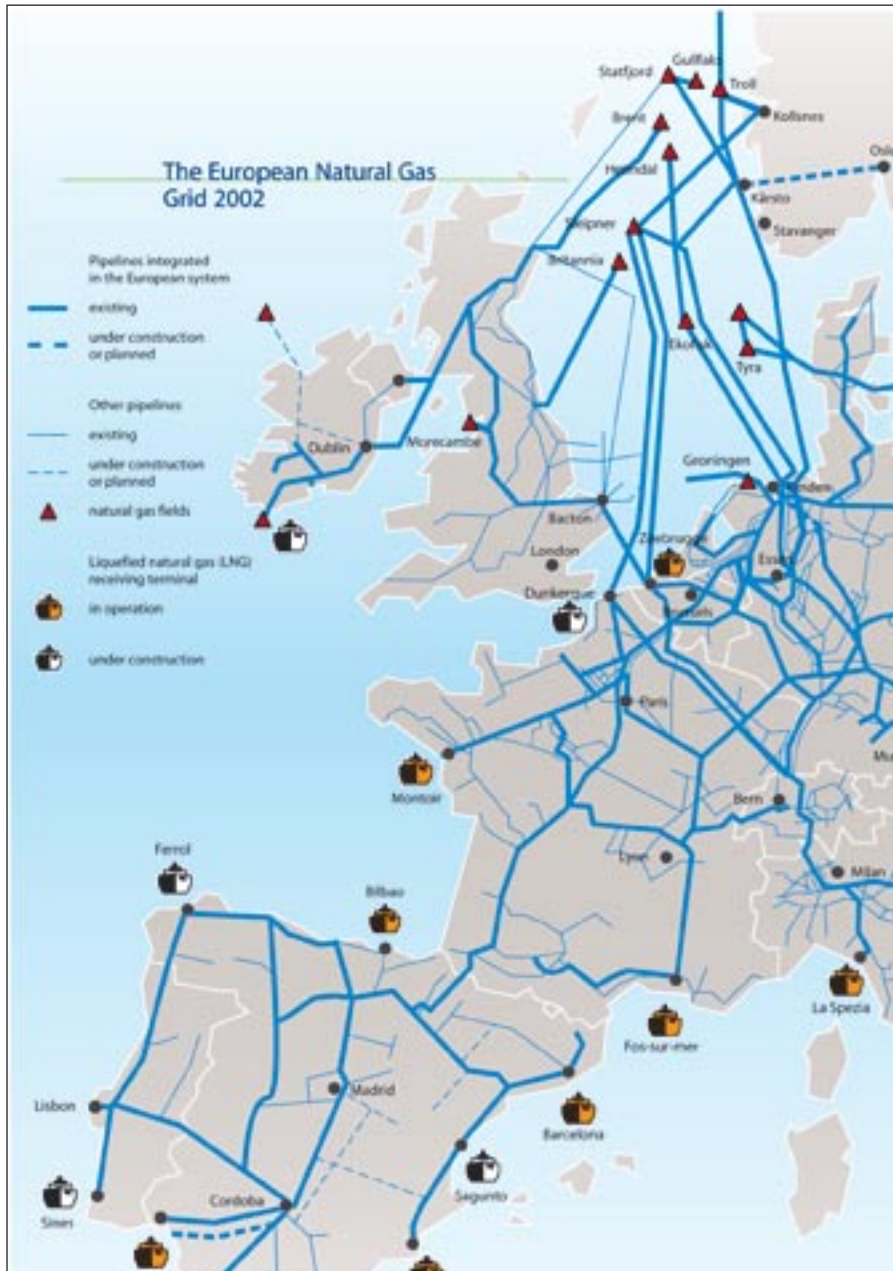 The European Natural Gas
Grid 2002
Pipelines integrated
in the European system
existing
under construction
or planned
Other pipelines
existing
under construction
or planned
natural gas fields
Liquefied natural gas (LNG)
receiving terminal
in operation
under construction
Gullfaks
Statfjord
Troll
Brent
Kollsnes
Heimdal
Kårsto
Sleipner
Stavanger
Britannia
Ekofisk
Tyra
Dublin
Morecambe
Groningen
Emden
Bacton
Zeebrugge
London
Essen
Dunkerque
Brussels
Paris
Montoir
Bern
Ferrol
Lyon
Milan
Bilbao
La Spezia
Fos-sur-mer
Madrid
Lisbon
Barcelona
Sagunto
Cordoba
Sines